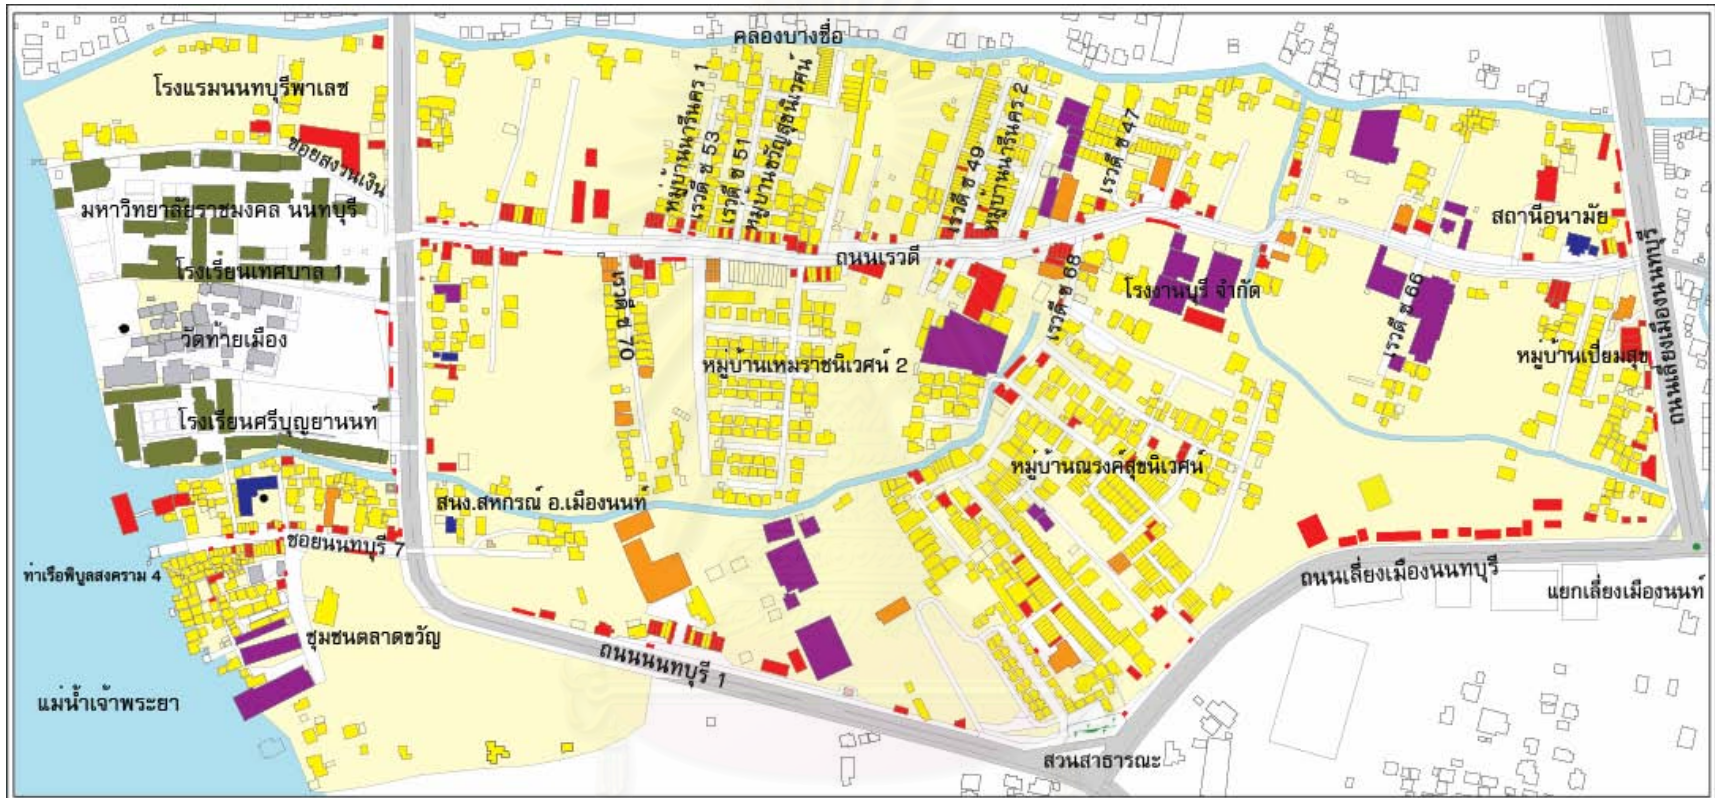 คลองบางซื่อ
โรงแรมนนทบุรีพาเลซ
ซอยสงวนเงิน
หมู่บ้านนารีนคร 1
เรวดี ซ 53
เรวดี ซ 51
หมู่บ้านขวัญสุขนิเวศน์
เรวดี ซ 49
หมู่บ้านนารีนคร 2
เรวดี ซ 47
มหาวิทยาลัยราชมงคล นนทบุรี
สถานีอนามัย
ถนนเรวดี
ถนนเลี่ยงเมืองนนทบุรี
โรงเรียนเทศบาล 1
เรวดี ซ 70
เรวดี ซ 68
โรงงานบุรี จำกัด
เรวดี ซ 66
วัดท้ายเมือง
หมู่บ้านเหมราชนิเวศน์ 2
หมู่บ้านเปี่ยมสุข
โรงเรียนศรีบุญยานนท์
หมู่บ้านณรงค์สุขนิเวศน์
สนง.สหกรณ์ อ.เมืองนนท์
ซอยนนทบุรี 7
ท่าเรือพิบูลสงคราม 4
ถนนเลี่ยงเมืองนนทบุรี
แยกเลี่ยงเมืองนนท์
ชุมชนตลาดขวัญ
ถนนนนทบุรี 1
แม่น้ำเจ้าพระยา
สวนสาธารณะ